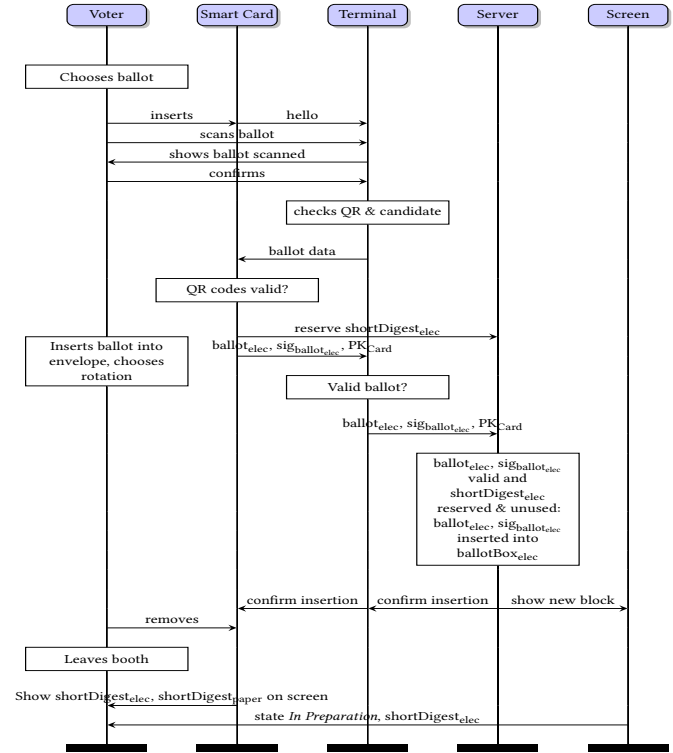 Voter Smart Card Terminal Server Screen
Chooses ballot
inserts hello
scans ballot
shows ballot scanned
confirms
checks QR & candidate
ballot data
QR codes valid?
reserve shortDigest_elec
Inserts ballot into
envelope, chooses
rotation
ballot_elec, sig_ballot_elec, PK_Card
Valid ballot?
ballot_elec, sig_ballot_elec, PK_Card
ballot_elec, sig_ballot_elec
valid and
shortDigest_elec
reserved & unused:
ballot_elec, sig_ballot_elec
inserted into
ballotBox_elec
confirm insertion confirm insertion show new block
removes
Leaves booth
Show shortDigest_elec, shortDigest_paper on screen
state In Preparation, shortDigest_elec